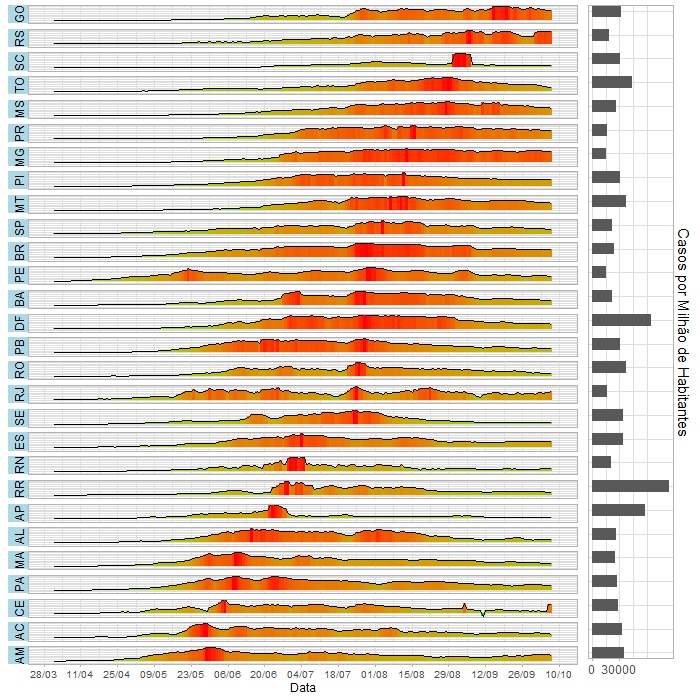 GO
RS
SC
TO
MS
PR
MG
PI
MT
SP
BR
PE
BA
DF
PB
RO
RJ
SE
ES
RN
RR
AP
AL
MA
PA
CE
AC
AM
28/03 11/04 25/04 09/05 23/05 06/06 20/06 04/07 18/07 01/08 15/08 29/08 12/09 26/09 10/10
Data
0 30000
Casos por Milhão de Habitantes